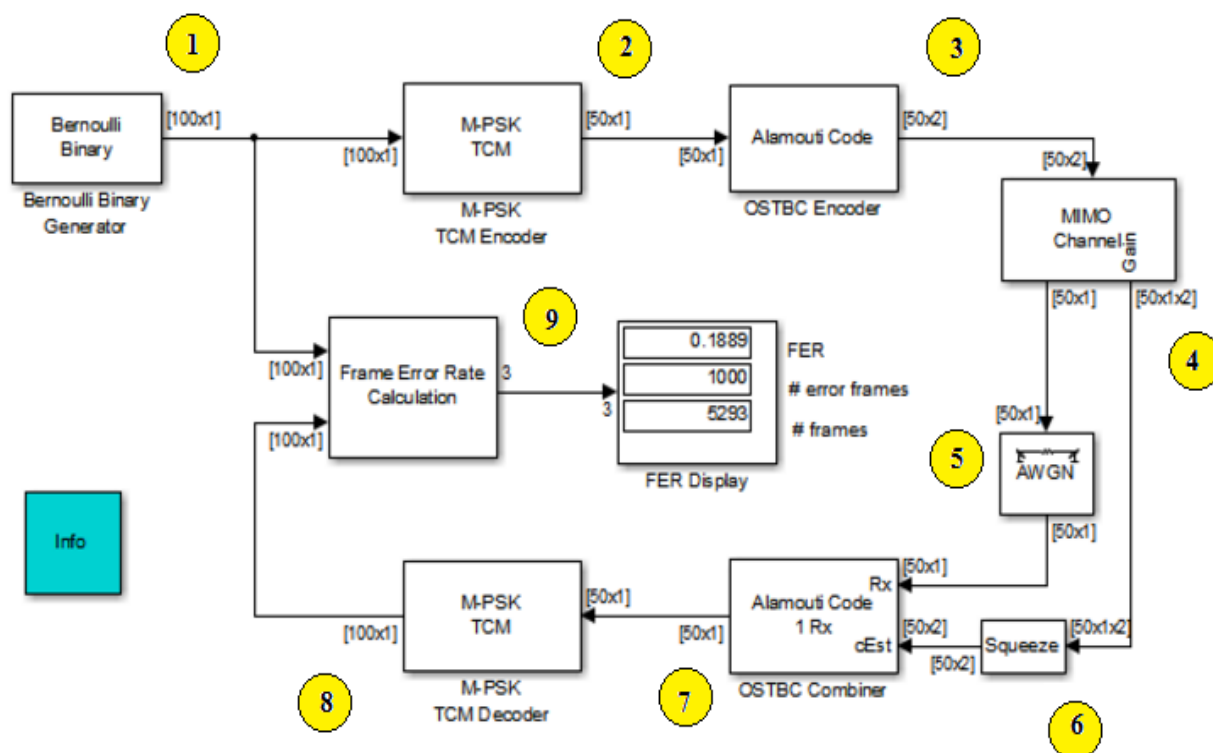 1
2
3
Bernoulli
Binary
[100x1]
Bernoulli Binary
Generator
[100x1]
M-PSK
TCM
[50x1]
M-PSK
TCM Encoder
[50x1]
Alamouti Code
[50x2]
OSTBC Encoder
[50x2]
MIMO
Channel
Gain
[50x1]
[50x1x2]
4
9
[100x1]
Frame Error Rate
Calculation
[100x1]
3
3
0.1889
1000
5293
FER
# error frames
# frames
FER Display
[50x1]
5
AWGN
[50x1]
Info
[100x1]
M-PSK
TCM
[50x1]
M-PSK
TCM Decoder
8
[50x1]
7
Rx
[50x1]
Alamouti Code
1 Rx
cEst
[50x2]
OSTBC Combiner
[50x2]
Squeeze
[50x1x2]
6